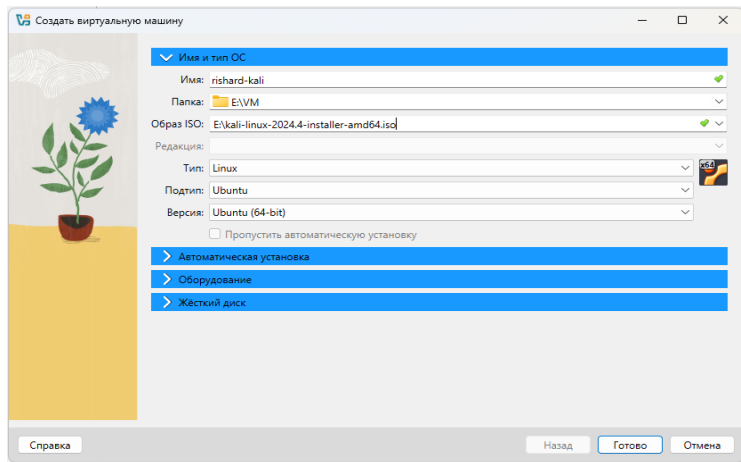 Создать виртуальную машину
Имя и тип ОС
Имя: rishard-kali
Папка: E:\VM
Образ ISO: E:\kali-linux-2024.4-installer-amd64.iso
Редакция:
Тип: Linux
x64
Подтип: Ubuntu
Версия: Ubuntu (64-bit)
Пропустить автоматическую установку
Автоматическая установка
Оборудование
Жёсткий диск
Справка Назад Готово Отмена